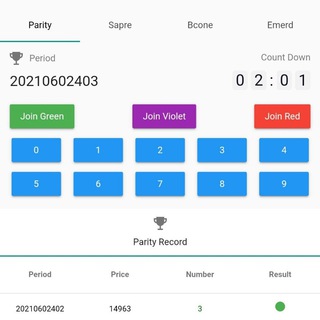 Parity Sapre Bcone Emerd
Period Count Down
20210602403 0 2 : 0 1
Join Green Join Violet Join Red
0 1 2 3 4
5 6 7 8 9
Parity Record
Period Price Number Result
20210602402 14963 3